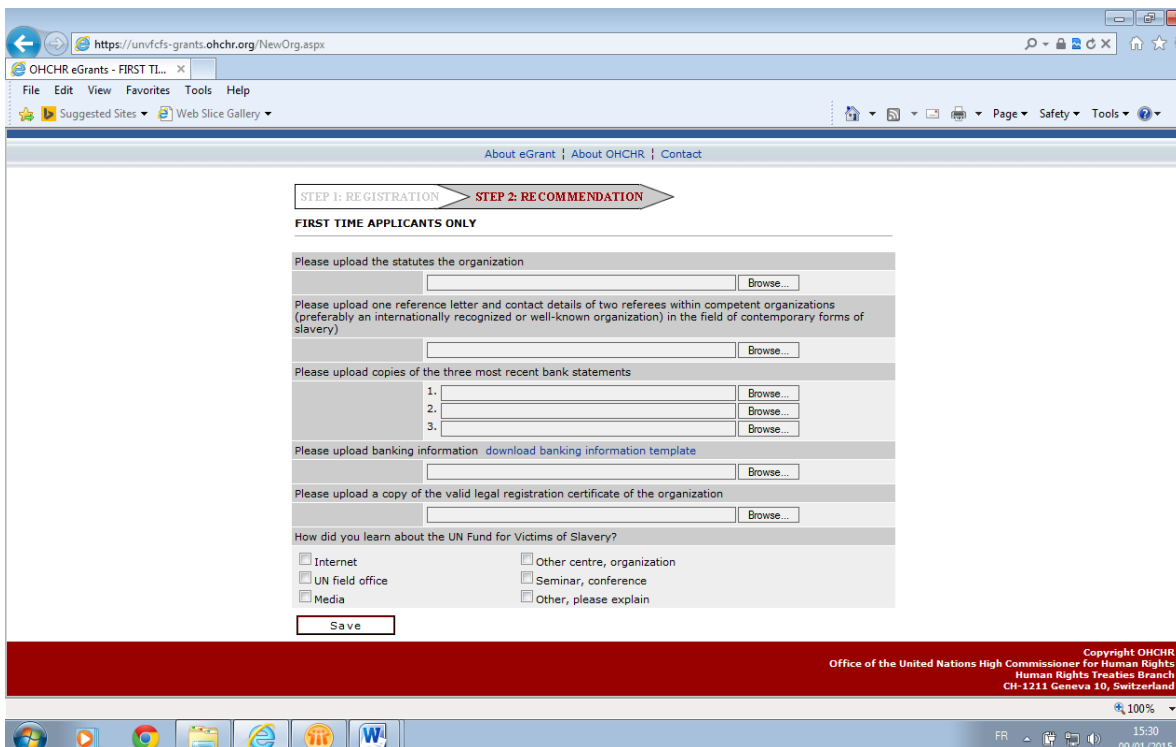 https://unvfcfs-grants.ohchr.org/NewOrg.aspx
OHCHR eGrants - FIRST TI...
File Edit View Favorites Tools Help
Suggested Sites Web Slice Gallery
Page Safety Tools
About eGrant ¦ About OHCHR ¦ Contact
STEP 1: REGISTRATION STEP 2: RECOMMENDATION
FIRST TIME APPLICANTS ONLY
Please upload the statutes the organization
Browse...
Please upload one reference letter and contact details of two referees within competent organizations
(preferably an internationally recognized or well-known organization) in the field of contemporary forms of
slavery)
Browse...
Please upload copies of the three most recent bank statements
1. Browse...
2. Browse...
3. Browse...
Please upload banking information download banking information template
Browse...
Please upload a copy of the valid legal registration certificate of the organization
Browse...
How did you learn about the UN Fund for Victims of Slavery?
Internet Other centre, organization
UN field office Seminar, conference
Media Other, please explain
Save
Copyright OHCHR
Office of the United Nations High Commissioner for Human Rights
Human Rights Treaties Branch
CH-1211 Geneva 10, Switzerland
100%
FR 15:30
09/01/2015